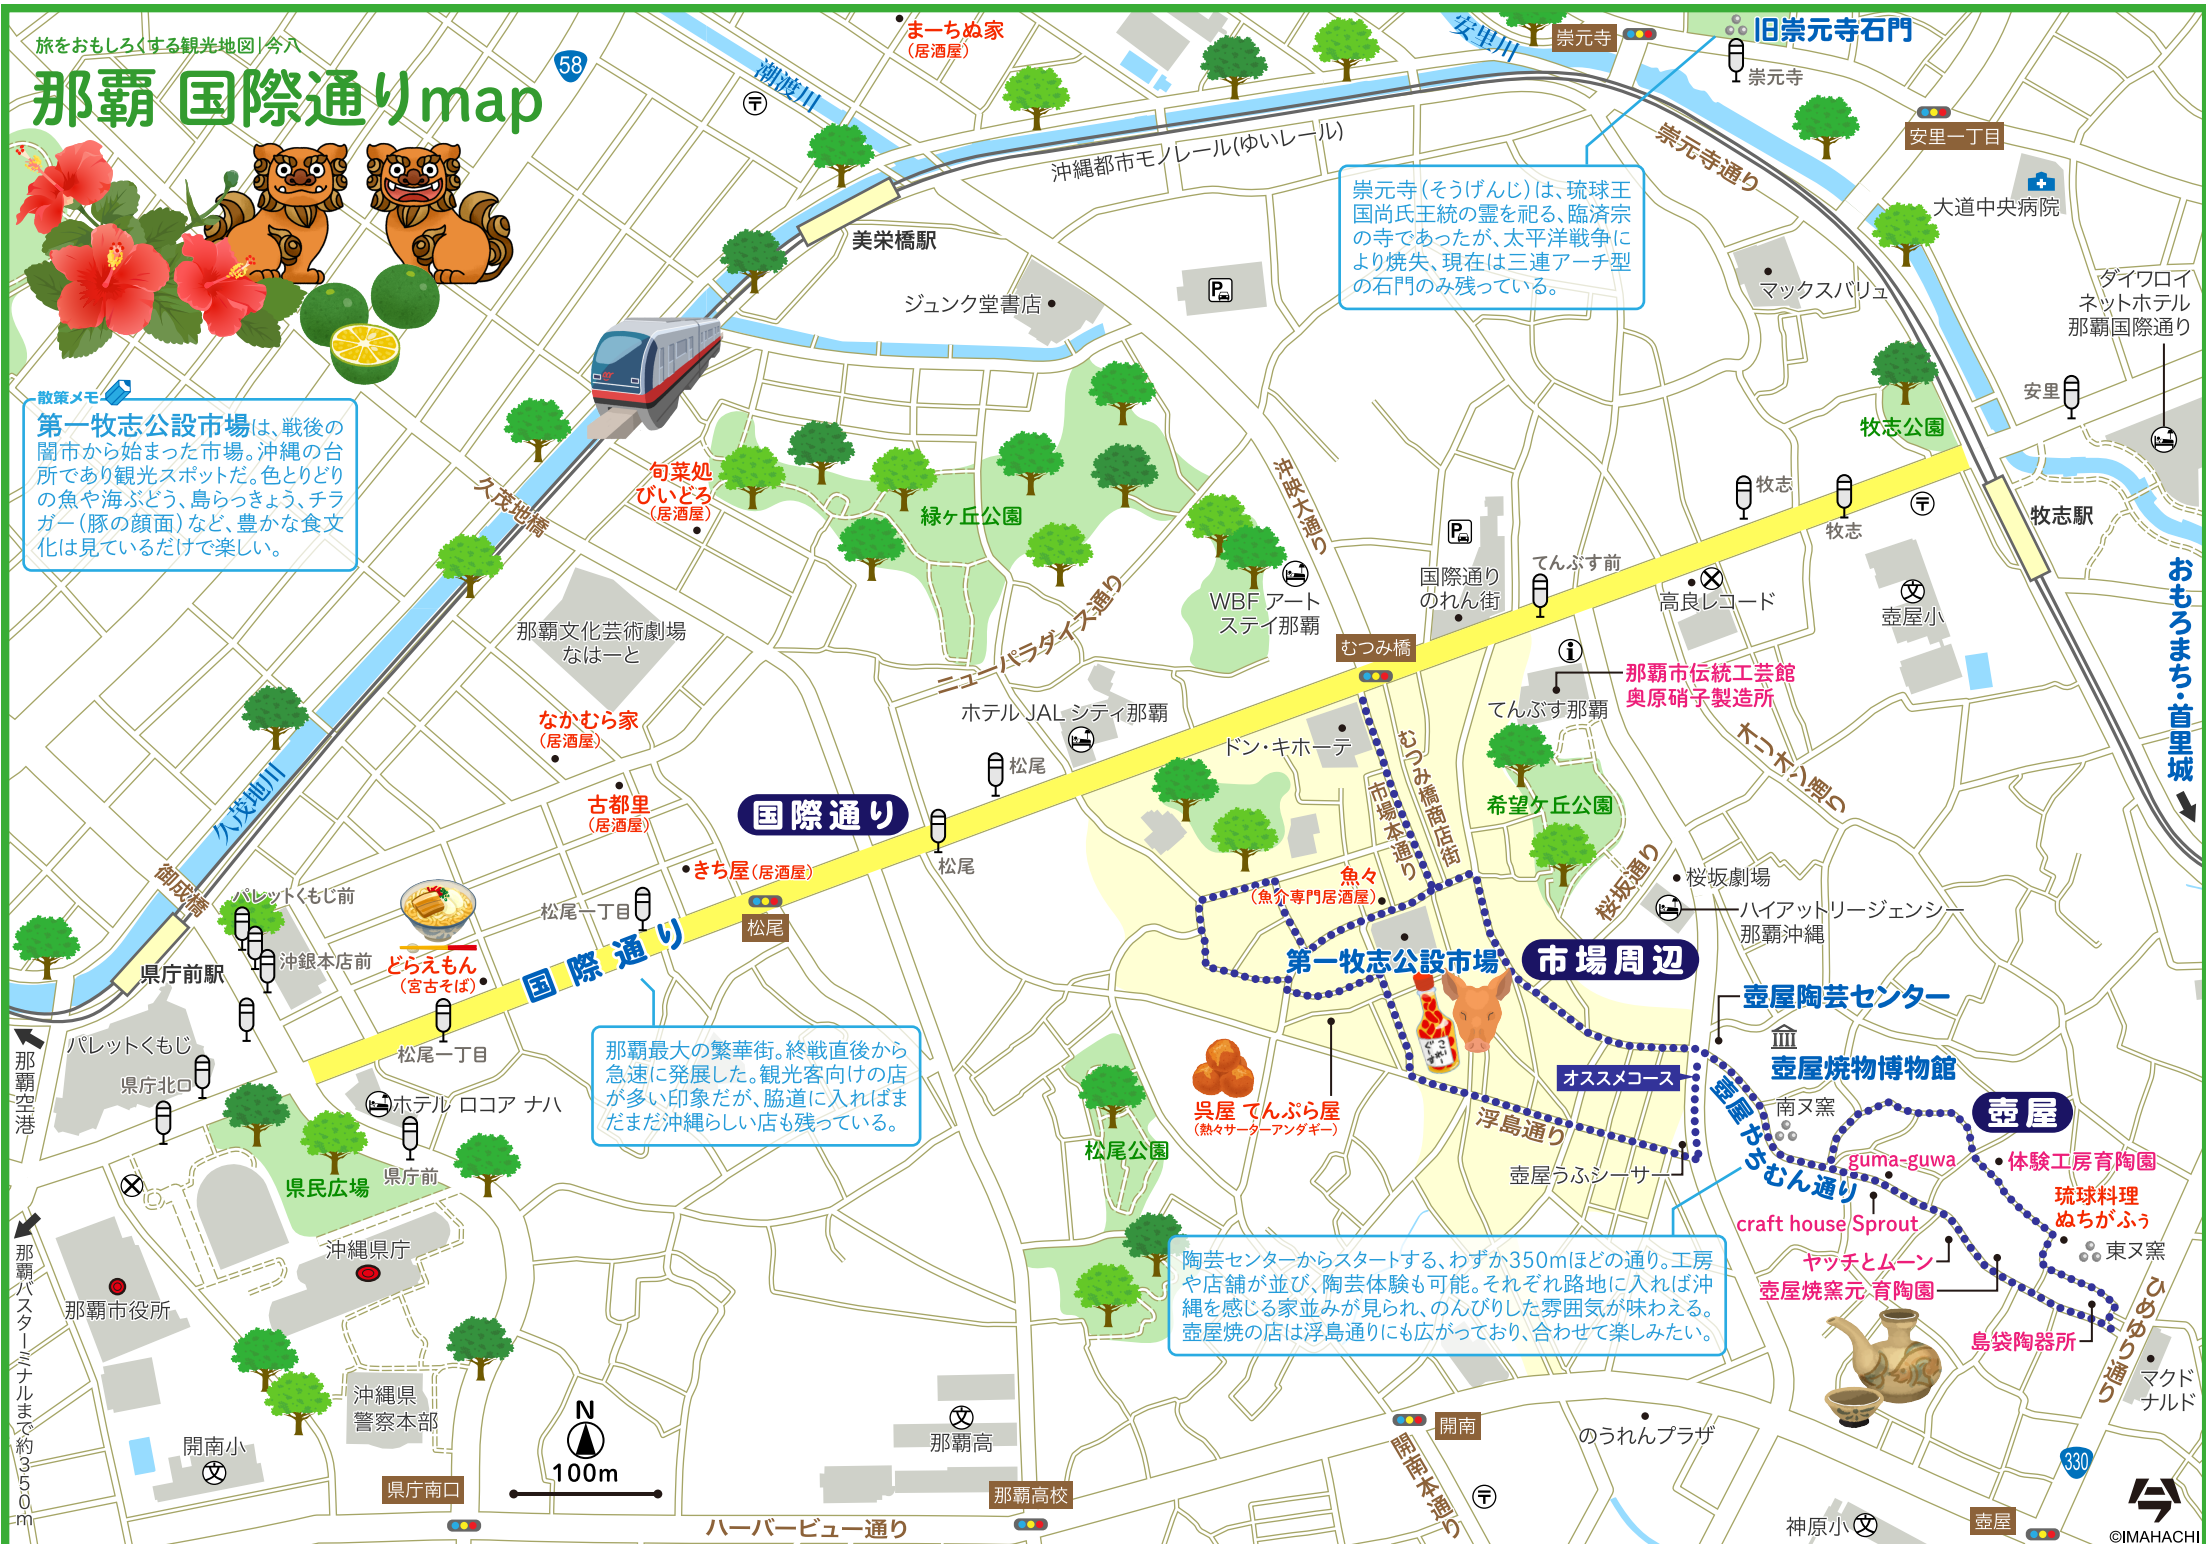 旅をおもしろくする観光地図|今八
那覇 国際通りmap
58
まーちぬ家
(居酒屋)
潮渡川
安里川
崇元寺
旧崇元寺石門
崇元寺
安里一丁目
崇元寺通り
大道中央病院
沖縄都市モノレール(ゆいレール)
美栄橋駅
ジュンク堂書店
P
崇元寺(そうげんじ)は、琉球王
国尚氏王統の霊を祀る、臨済宗
の寺であったが、太平洋戦争に
より焼失、現在は三連アーチ型
の石門のみ残っている。
マックスバリュ
ダイワロイ
ネットホテル
那覇国際通り
安里
牧志公園
散策メモ
第一牧志公設市場は、戦後の
闇市から始まった市場。沖縄の台
所であり観光スポットだ。色とりどり
の魚や海ぶどう、島らっきょう、チラ
ガー(豚の顔面)など、豊かな食文
化は見ているだけで楽しい。
久茂地橋
旬菜処
びいどろ
(居酒屋)
緑ヶ丘公園
沖映大通り
P
牧志
牧志
牧志駅
おもろまち・首里城
てんぶす前
国際通り
のれん街
高良レコード
文
壺屋小
WBF アート
ステイ那覇
ニューパラダイス通り
那覇文化芸術劇場
なはーと
むつみ橋
那覇市伝統工芸館
奥原硝子製造所
てんぶす那覇
オリオン通り
なかむら家
(居酒屋)
ホテル JAL シティ那覇
ドン・キホーテ
むつみ橋商店街
市場本通り
希望ケ丘公園
古都里
(居酒屋)
久茂地川
国際通り
松尾
松尾
きち屋(居酒屋)
松尾
桜坂通り
桜坂劇場
ハイアットリージェンシー
那覇沖縄
魚々
(魚介専門居酒屋)
御成橋
パレットくもじ前
沖銀本店前
県庁前駅
どらえもん
(宮古そば)
松尾一丁目
国際通り
松尾一丁目
第一牧志公設市場
市場周辺
壺屋陶芸センター
壺屋焼物博物館
那覇空港
パレットくもじ
県庁北口
ホテル ロコア ナハ
県庁前
県民広場
那覇最大の繁華街。終戦直後から
急速に発展した。観光客向けの店
が多い印象だが、脇道に入ればま
だまだ沖縄らしい店も残っている。
こーれーぐーす
呉屋 てんぷら屋
(熱々サーターアンダギー)
松尾公園
オススメコース
浮島通り
壺屋うふシーサー
壺屋やちむん通り
南ヌ窯
壺屋
guma-guwa
体験工房育陶園
craft house Sprout
琉球料理
ぬちがふぅ
東ヌ窯
ヤッチとムーン
壺屋焼窯元 育陶園
島袋陶器所
ひめゆり通り
マクド
ナルド
陶芸センターからスタートする、わずか350mほどの通り。工房
や店舗が並び、陶芸体験も可能。それぞれ路地に入れば沖
縄を感じる家並みが見られ、のんびりした雰囲気が味わえる。
壺屋焼の店は浮島通りにも広がっており、合わせて楽しみたい。
那覇バスターミナルまで約350m
那覇市役所
沖縄県庁
沖縄県
警察本部
開南小
文
県庁南口
N
100m
ハーバービュー通り
文
那覇高
那覇高校
開南
開南本通り
のうれんプラザ
330
神原小
文
壺屋
©IMAHACHI